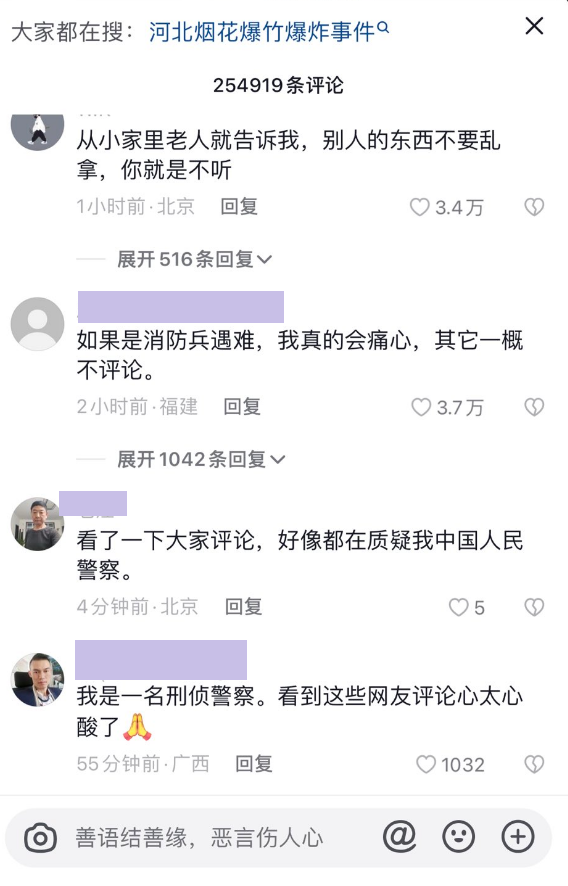 大家都在搜：河北烟花爆竹爆炸事件
254919条评论
从小家里老人就告诉我，别人的东西不要乱
拿，你就是不听
1小时前·北京 回复
3.4万
展开516条回复
如果是消防兵遇难，我真的会痛心，其它一概
不评论。
2小时前·福建 回复
3.7万
展开1042条回复
看了一下大家评论，好像都在质疑我中国人民
警察。
4分钟前·北京 回复
5
我是一名刑侦警察。看到这些网友评论心太心
酸了🙏
55分钟前·广西 回复
1032
善语结善缘，恶言伤人心
@